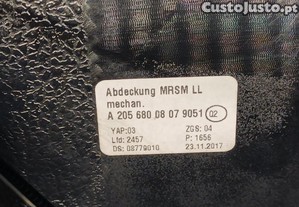 CustoJusto.pt
Abdeckung MRSM LL
mechan.
A 205 680 08 07 9051 02
YAP:03 ZGS: 04
Lfd: 2457 P: 1656
DS: 08779010 23.11.2017